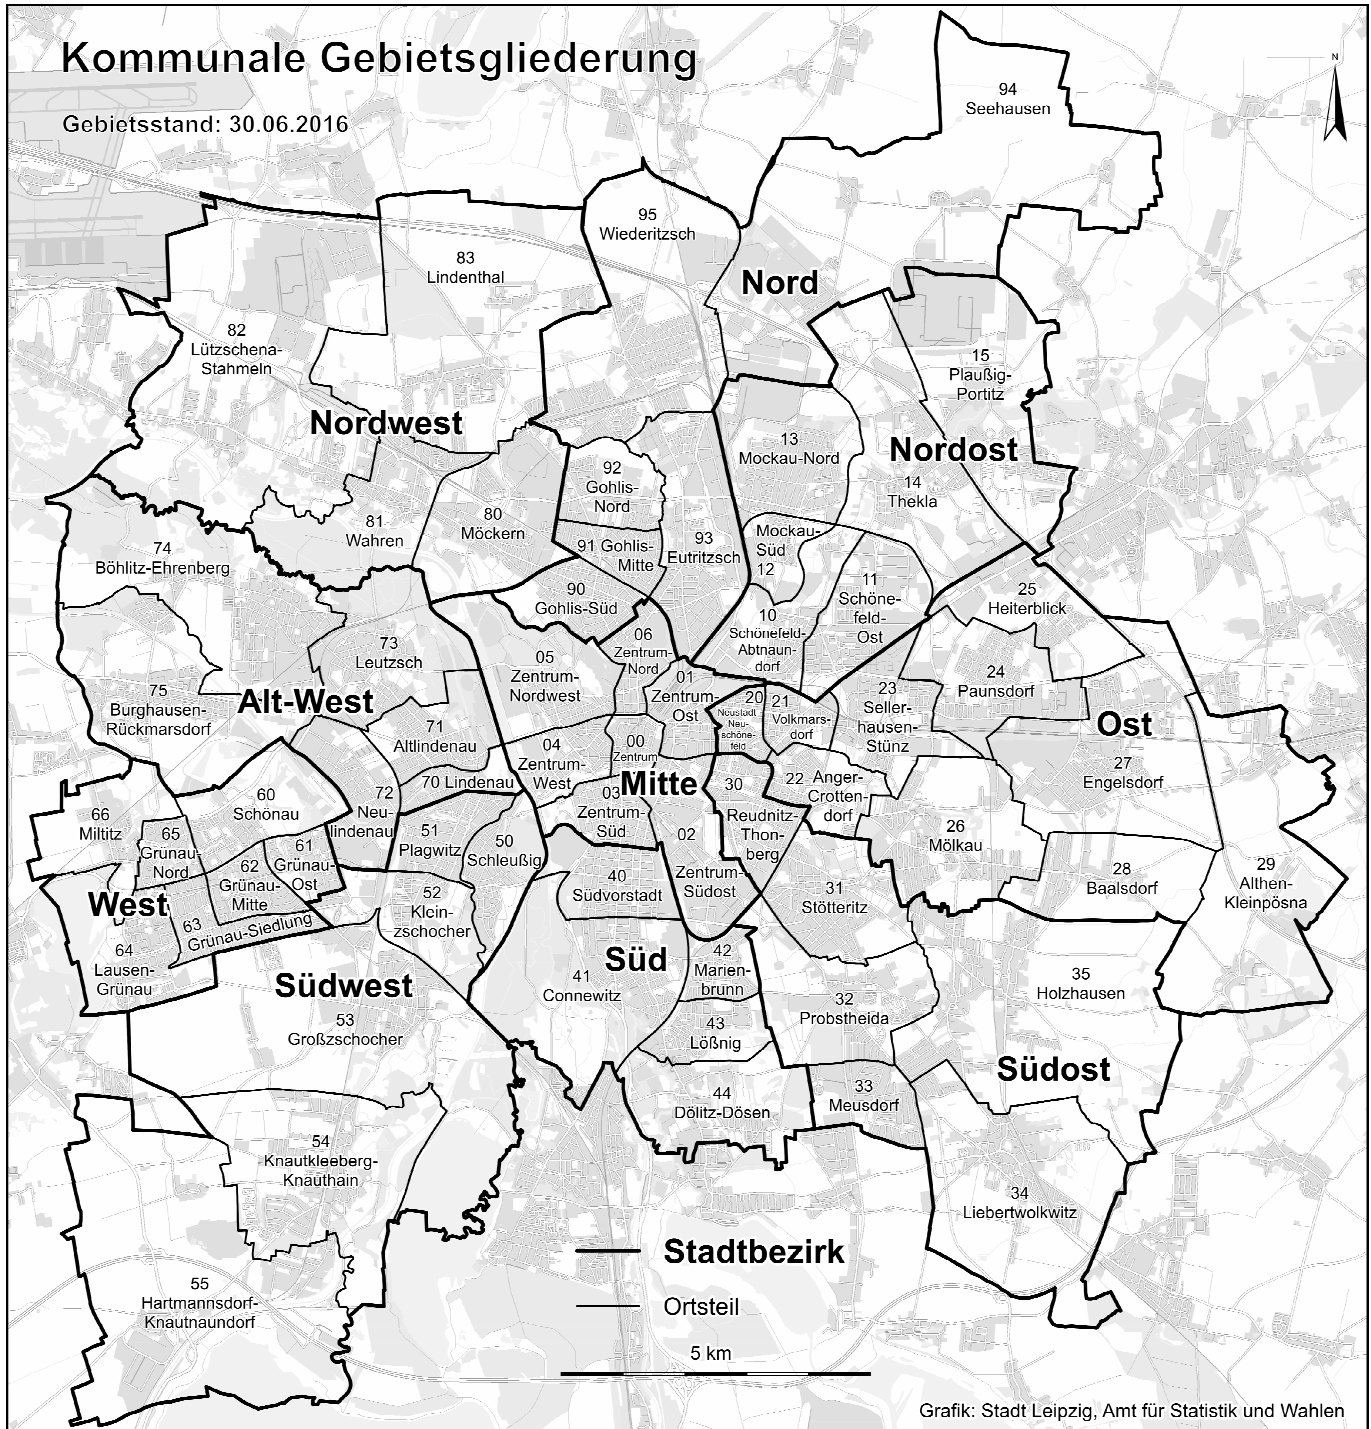 Kommunale Gebietsgliederung
Gebietsstand: 30.06.2016
N
94
Seehausen
95
Wiederitzsch
Nord
83
Lindenthal
82
Lützschena-
Stahmeln
15
Plaußig-
Portitz
Nordwest
13
Mockau-Nord
Nordost
14
Thekla
92
Gohlis-
Nord
80
Möckern
81
Wahren
93
Eutritzsch
91 Gohlis-
Mitte
Mockau-
Süd
12
74
Böhlitz-Ehrenberg
11
Schöne-
feld-
Ost
25
Heiterblick
90
Gohlis-Süd
10
Schönefeld-
Abtnaun-
dorf
06
Zentrum-
Nord
73
Leutzsch
05
Zentrum-
Nordwest
24
Paunsdorf
01
Zentrum-
Ost
75
Burghausen-
Rückmarsdorf
Alt-West
20
Neustadt
Neu-
schöne-
feld
21
Volkmars-
dorf
23
Seller-
hausen-
Stünz
Ost
71
Altlindenau
04
Zentrum-
West
00
Zentrum
27
Engelsdorf
70 Lindenau
Mitte
22 Anger-
Crotten-
dorf
30
Reudnitz-
Thon-
berg
72
Neu-
lindenau
60
Schönau
66
Miltitz
03
Zentrum-
Süd
65
Grünau-
Nord
51
Plagwitz
50
Schleußig
02
Zentrum-
Südost
26
Mölkau
61
Grünau-
Ost
62
Grünau-
Mitte
28
Baalsdorf
29
Althen-
Kleinpösna
40
Südvorstadt
31
Stötteritz
52
Klein-
zschocher
West
63
Grünau-Siedlung
64
Lausen-
Grünau
Süd
42
Marien-
brunn
41
Connewitz
35
Holzhausen
Südwest
53
Großzschocher
32
Probstheida
43
Lößnig
Südost
44
Dölitz-Dösen
33
Meusdorf
54
Knautkleeberg-
Knauthain
34
Liebertwolkwitz
55
Hartmannsdorf-
Knautnaundorf
Stadtbezirk
Ortsteil
5 km
Grafik: Stadt Leipzig, Amt für Statistik und Wahlen